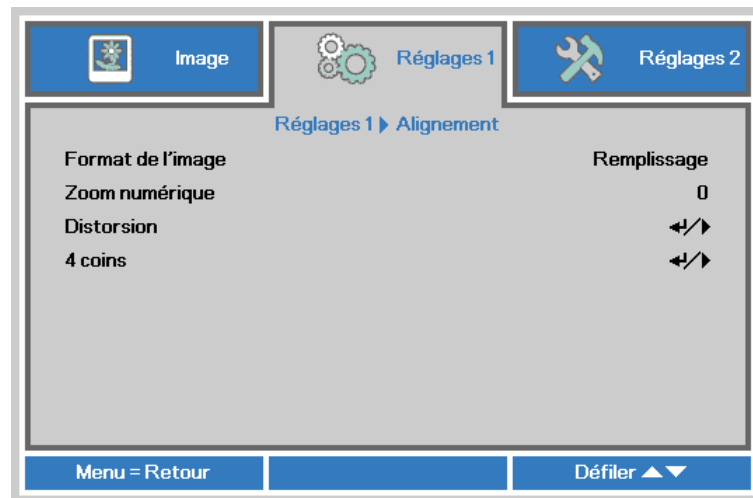 Image
Réglages 1
Réglages 2
Réglages 1 ▶ Alignement
Format de l'image Remplissage
Zoom numérique 0
Distorsion ↵/▶
4 coins ↵/▶
Menu = Retour
Défiler ▲▼